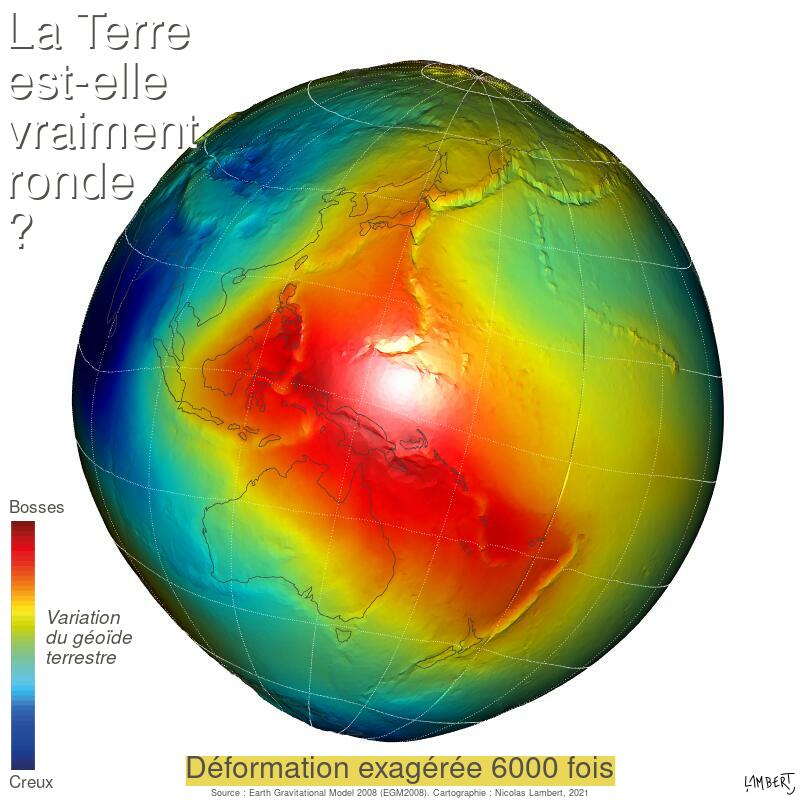 La Terre
est-elle
vraiment
ronde
?
Bosses
Variation
du géoïde
terrestre
Creux
Déformation exagérée 6000 fois
Source : Earth Gravitational Model 2008 (EGM2008). Cartographie : Nicolas Lambert, 2021
LAMBERT